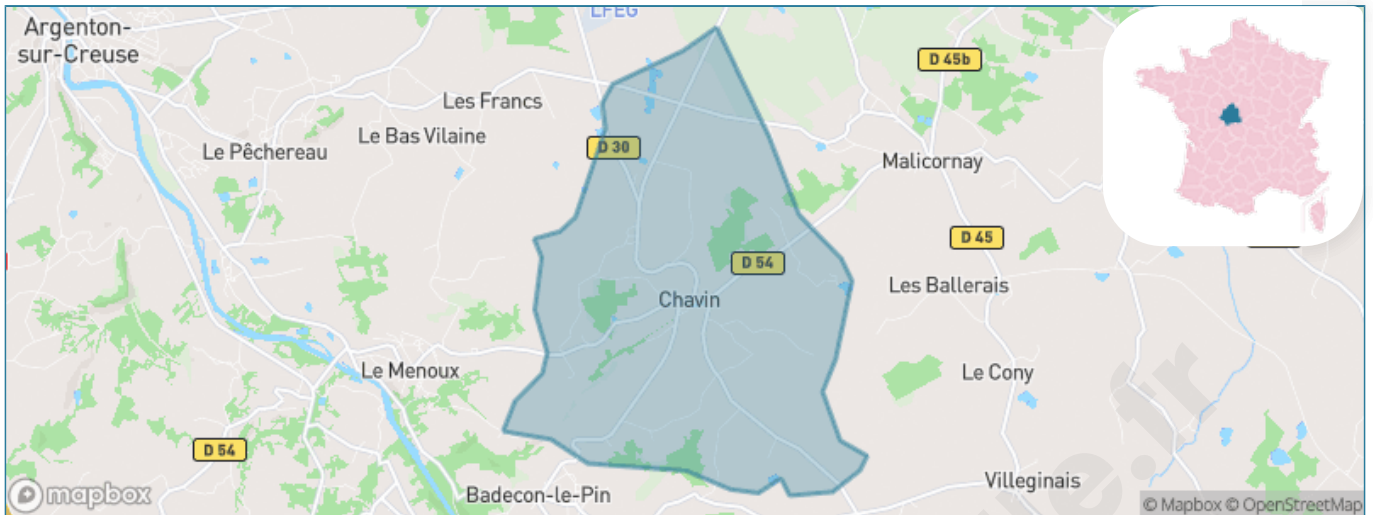 LFEG
Argenton-
sur-Creuse
D 45b
Les Francs
Le Bas Vilaine
D 30
Le Pêchereau
Malicornay
D 45
D 54
Les Ballerais
Chavin
Le Menoux
Le Cony
D 54
Villeginais
Badecon-le-Pin
mapbox
© Mapbox © OpenStreetMap